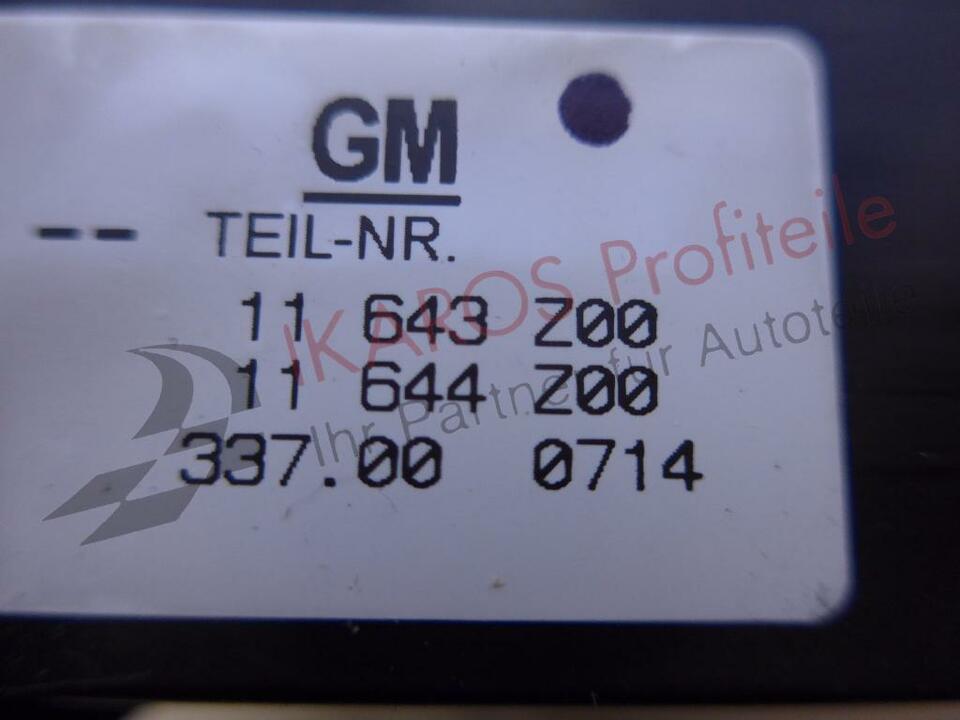 GM
-- TEIL-NR.
11 643 Z00
11 644 Z00
337.00 0714
IKAROS Profiteile
Ihr Partner für Autoteile